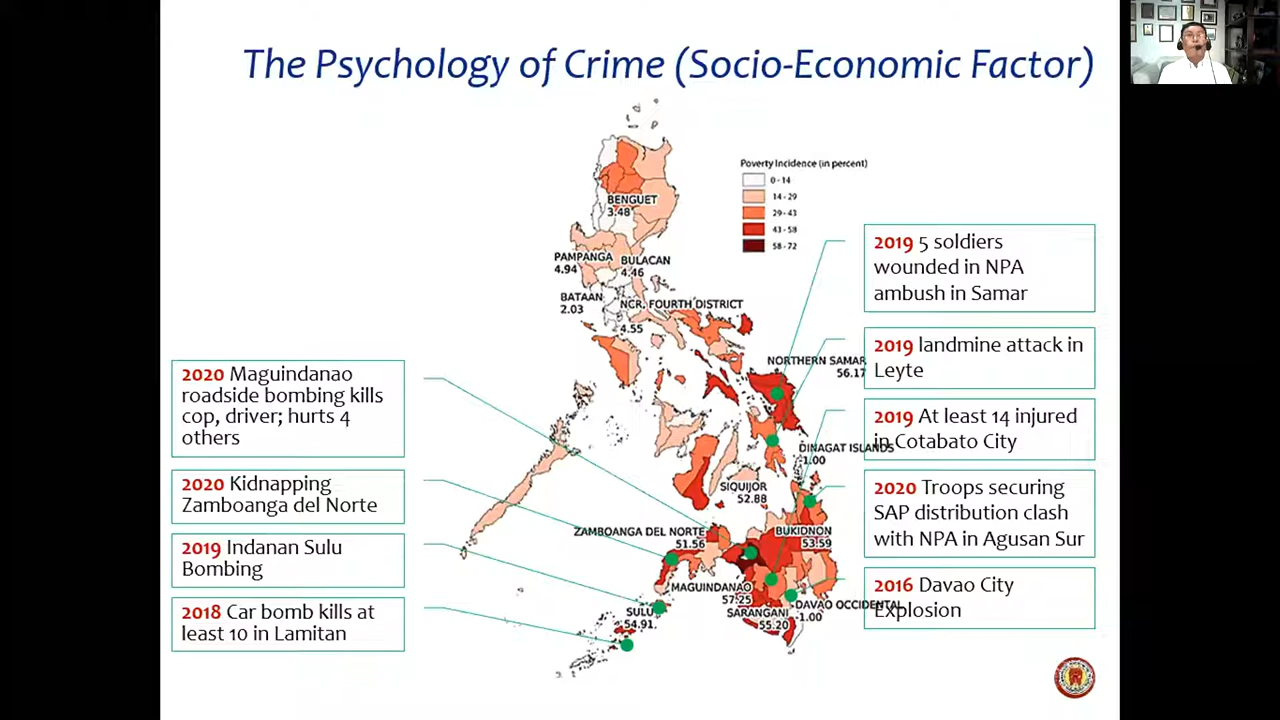 The Psychology of Crime (Socio-Economic Factor)
Poverty Incidence (in percent)
0 - 14
14 - 29
29 - 43
43 - 58
58 - 72
BENGUET
3.48
PAMPANGA
4.94
BULACAN
4.46
BATAAN
2.03
NCR, FOURTH DISTRICT
4.55
NORTHERN SAMAR
56.17
DINAGAT ISLANDS
-1.00
SIQUIJOR
52.88
ZAMBOANGA DEL NORTE
51.56
BUKIDNON
53.59
MAGUINDANAO
57.25
DAVAO OCCIDENTAL
-1.00
SULU
54.91
SARANGANI
55.20
2020 Maguindanao
roadside bombing kills
cop, driver; hurts 4
others
2020 Kidnapping
Zamboanga del Norte
2019 Indanan Sulu
Bombing
2018 Car bomb kills at
least 10 in Lamitan
2019 5 soldiers
wounded in NPA
ambush in Samar
2019 landmine attack in
Leyte
2019 At least 14 injured
in Cotabato City
2020 Troops securing
SAP distribution clash
with NPA in Agusan Sur
2016 Davao City
Explosion